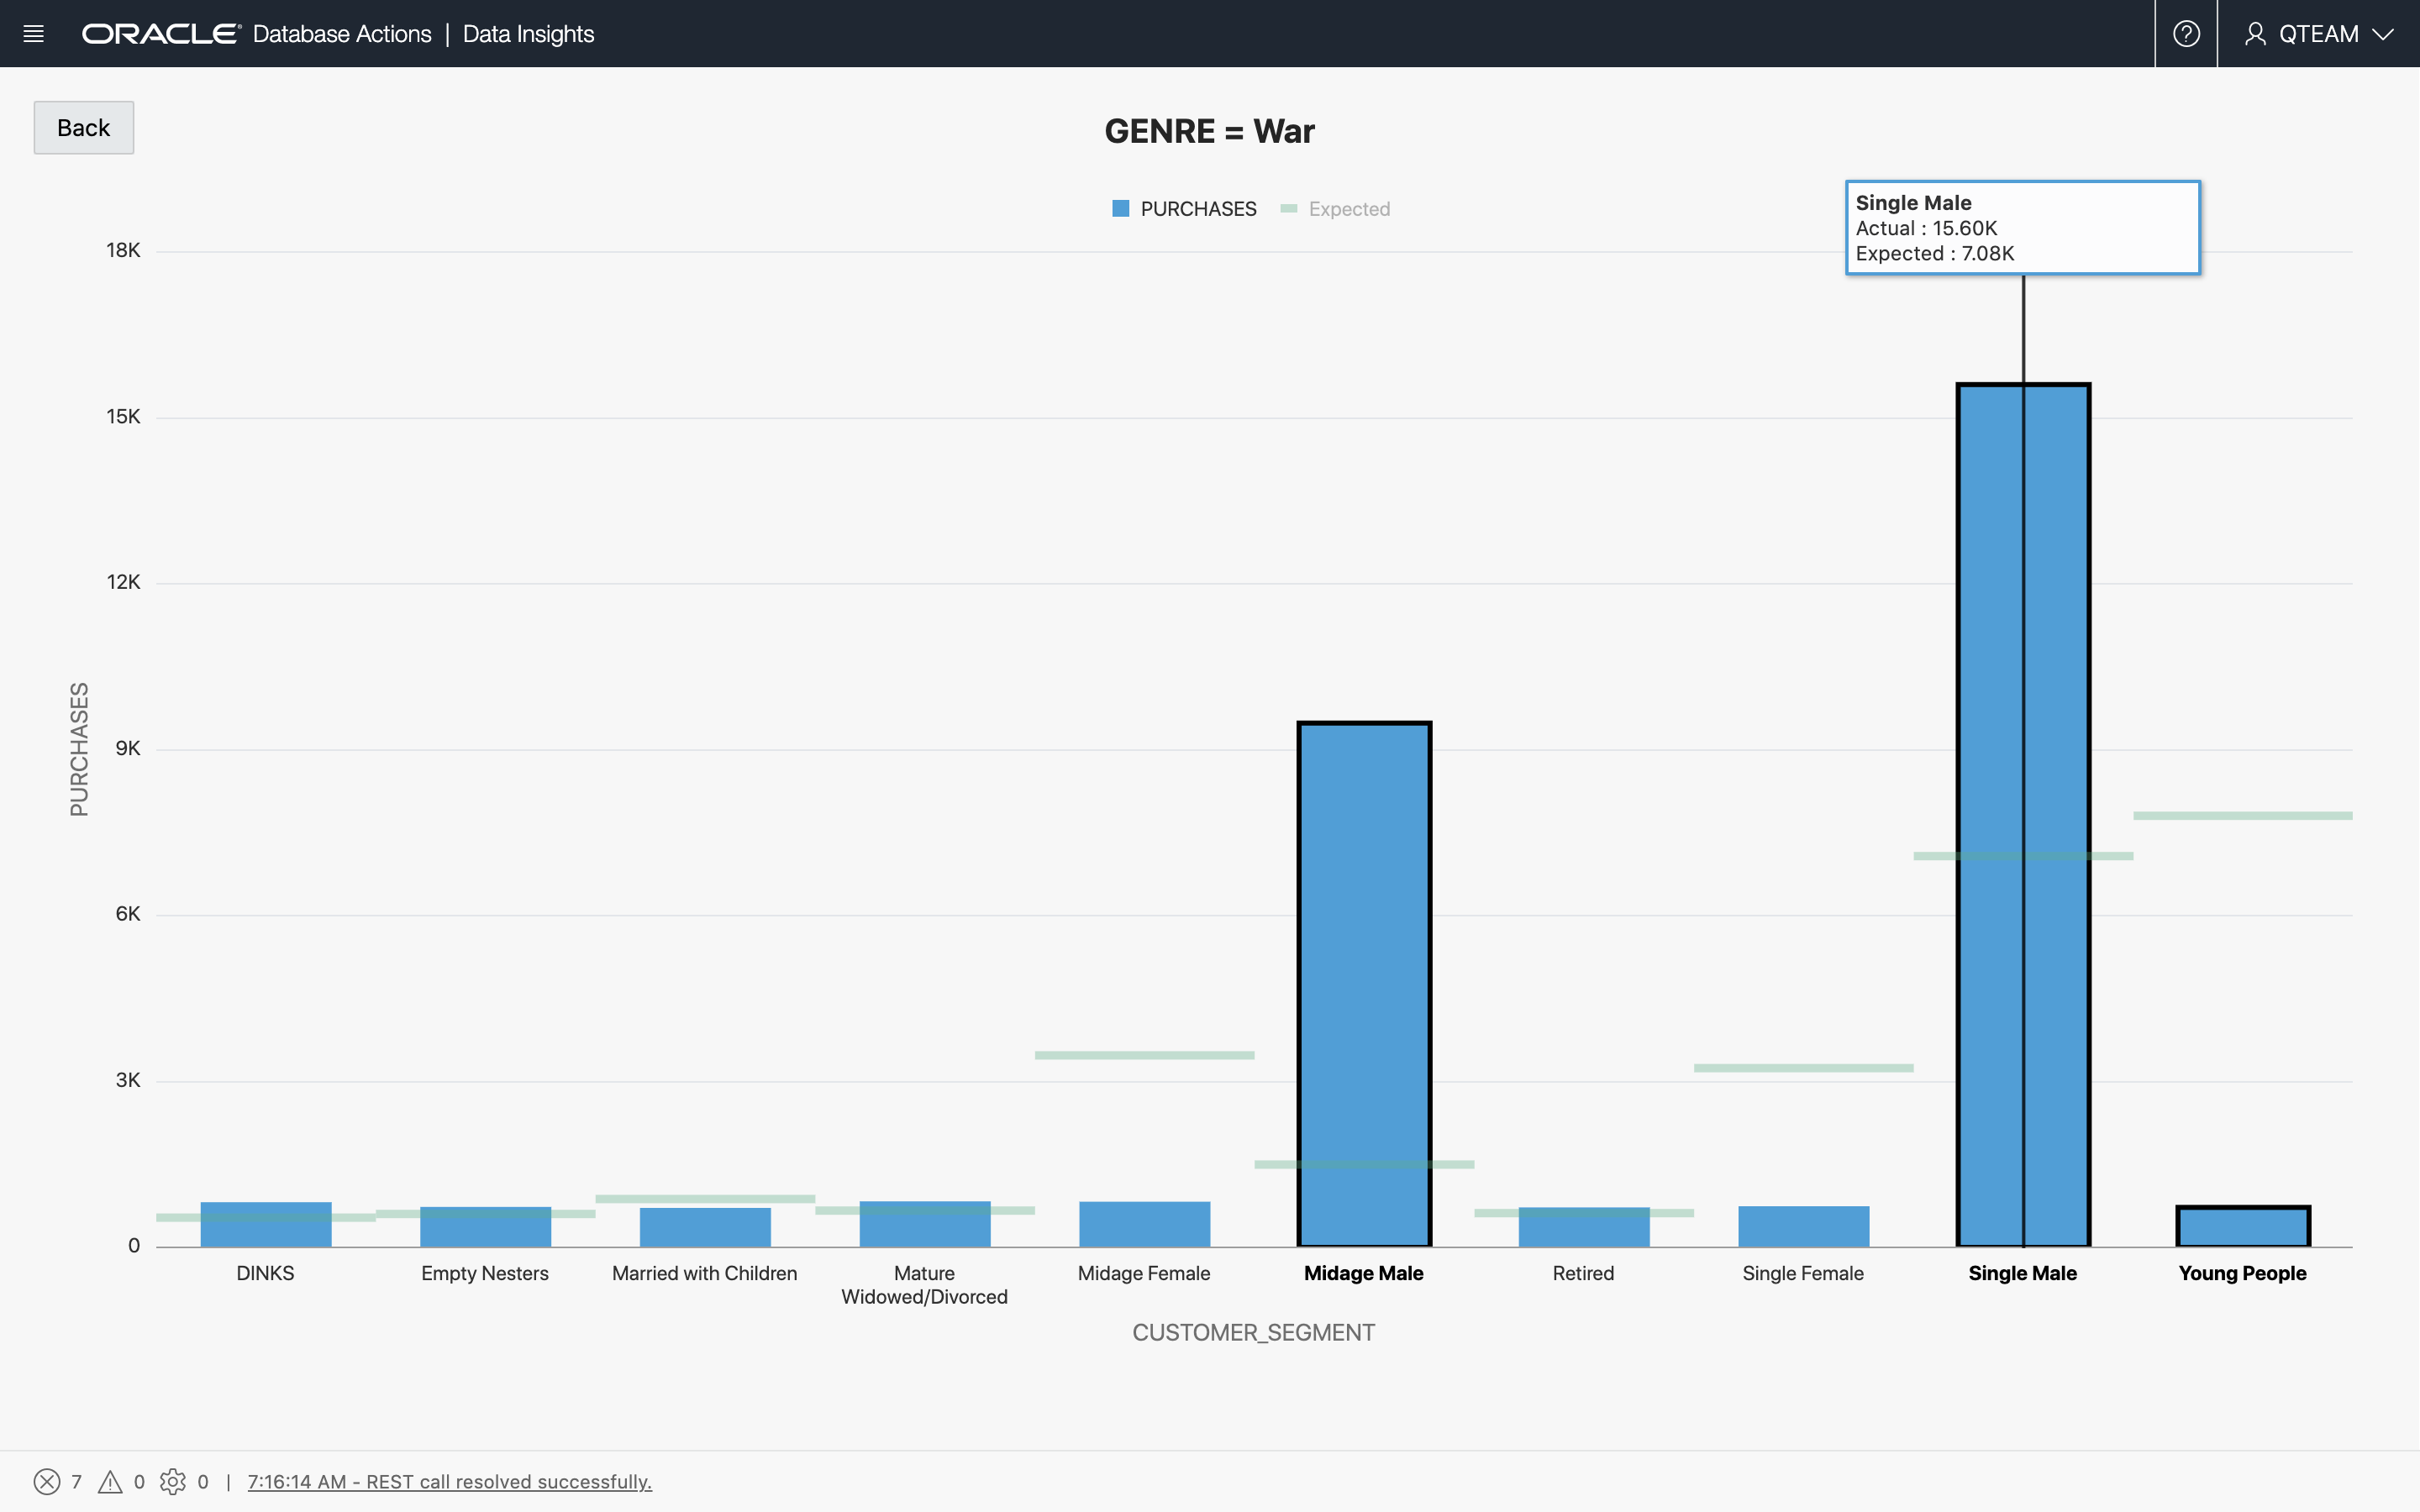 ORACLE® Database Actions | Data Insights
QTEAM
Back
GENRE = War
PURCHASES Expected
Single Male
Actual : 15.60K
Expected : 7.08K
18K
15K
12K
9K
6K
3K
0
PURCHASES
DINKS
Empty Nesters
Married with Children
Mature
Widowed/Divorced
Midage Female
Midage Male
Retired
Single Female
Single Male
Young People
CUSTOMER_SEGMENT
7 0 0 | 7:16:14 AM - REST call resolved successfully.